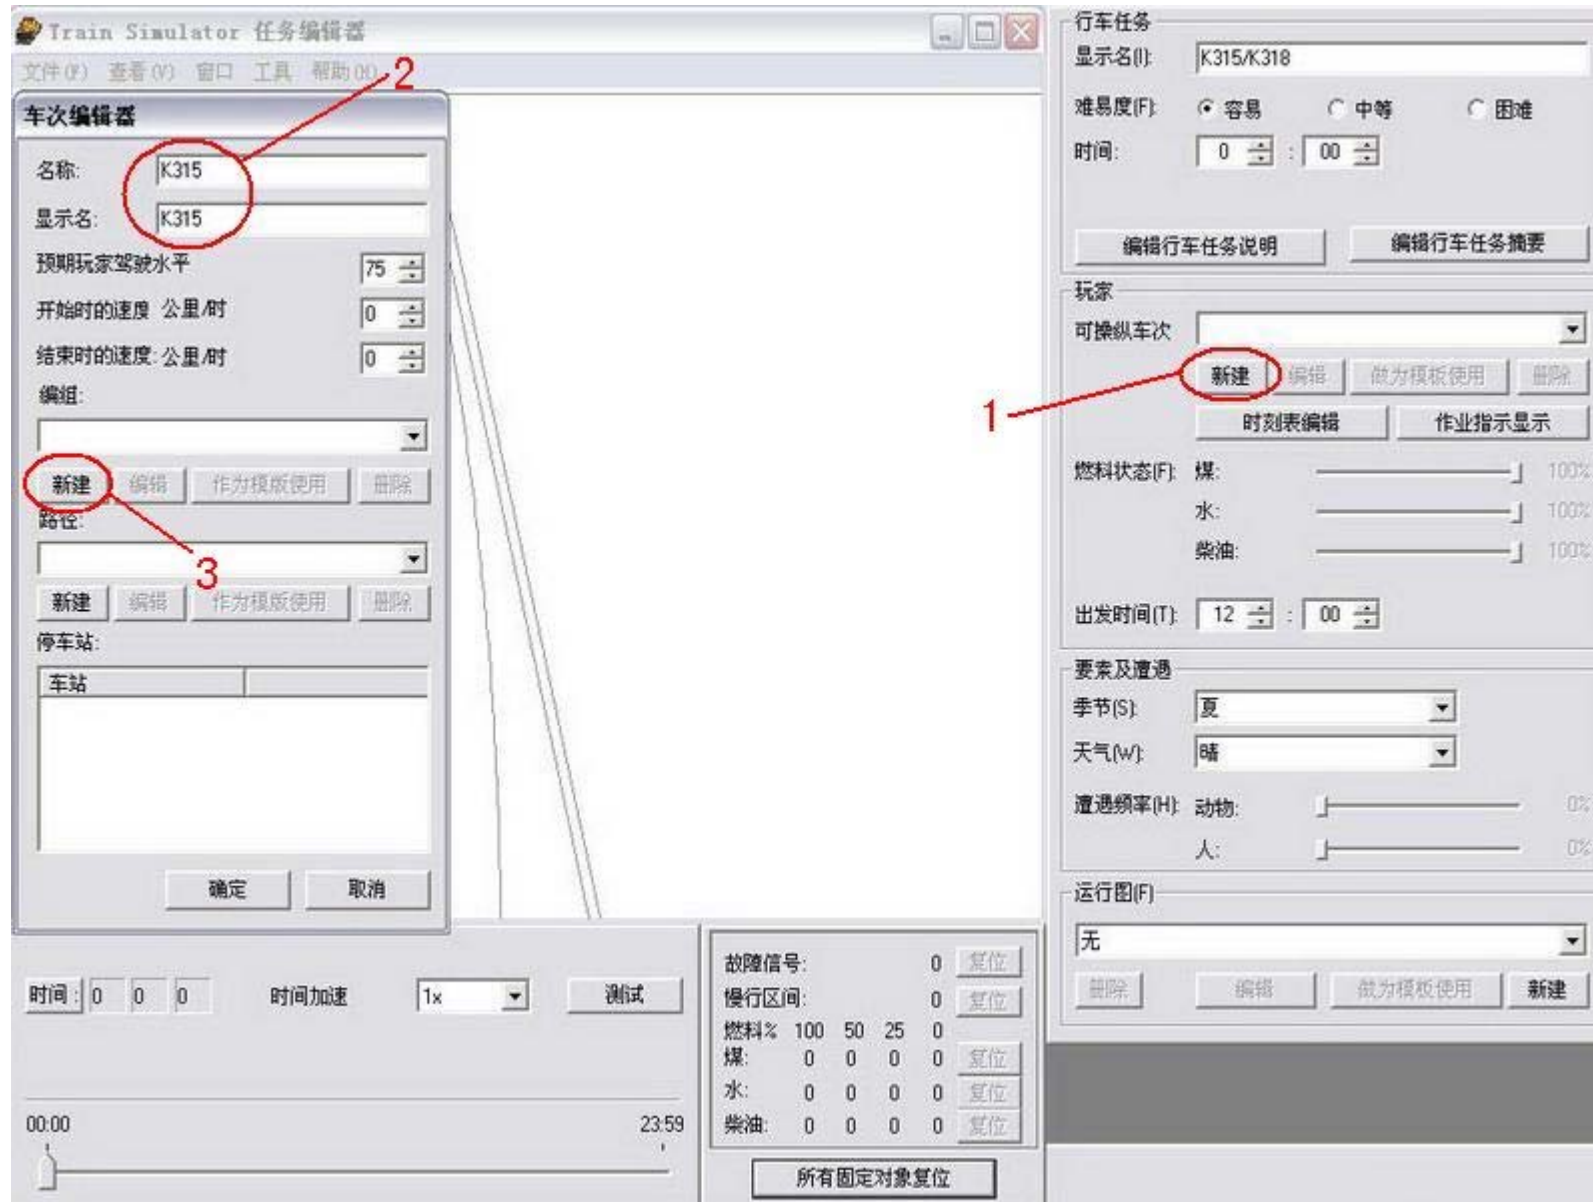 Train Simulator 任务编辑器
文件(F) 查看(V) 窗口 工具 帮助(H)
2
车次编辑器
名称: K315
显示名: K315
预期玩家驾驶水平 75
开始时的速度 公里/时 0
结束时的速度: 公里/时 0
编组:
新建 编辑 作为模版使用 删除
3
路径:
新建 编辑 作为模版使用 删除
停车站:
车站
确定 取消
时间: 0 0 0 时间加速 1x 测试
00:00 23:59
故障信号: 0 复位
慢行区间: 0 复位
燃料% 100 50 25 0
煤: 0 0 0 0 复位
水: 0 0 0 0 复位
柴油: 0 0 0 0 复位
所有固定对象复位
行车任务
显示名(I): K315/K318
难易度(F): 容易 中等 困难
时间: 0 : 00
编辑行车任务说明 编辑行车任务摘要
玩家
可操纵车次
1
新建 编辑 做为模板使用 删除
时刻表编辑 作业指示显示
燃料状态(F): 煤: 100%
水: 100%
柴油: 100%
出发时间(T): 12 : 00
要素及遭遇
季节(S): 夏
天气(W): 晴
遭遇频率(H): 动物: 0%
人: 0%
运行图(F)
无
删除 编辑 做为模板使用 新建